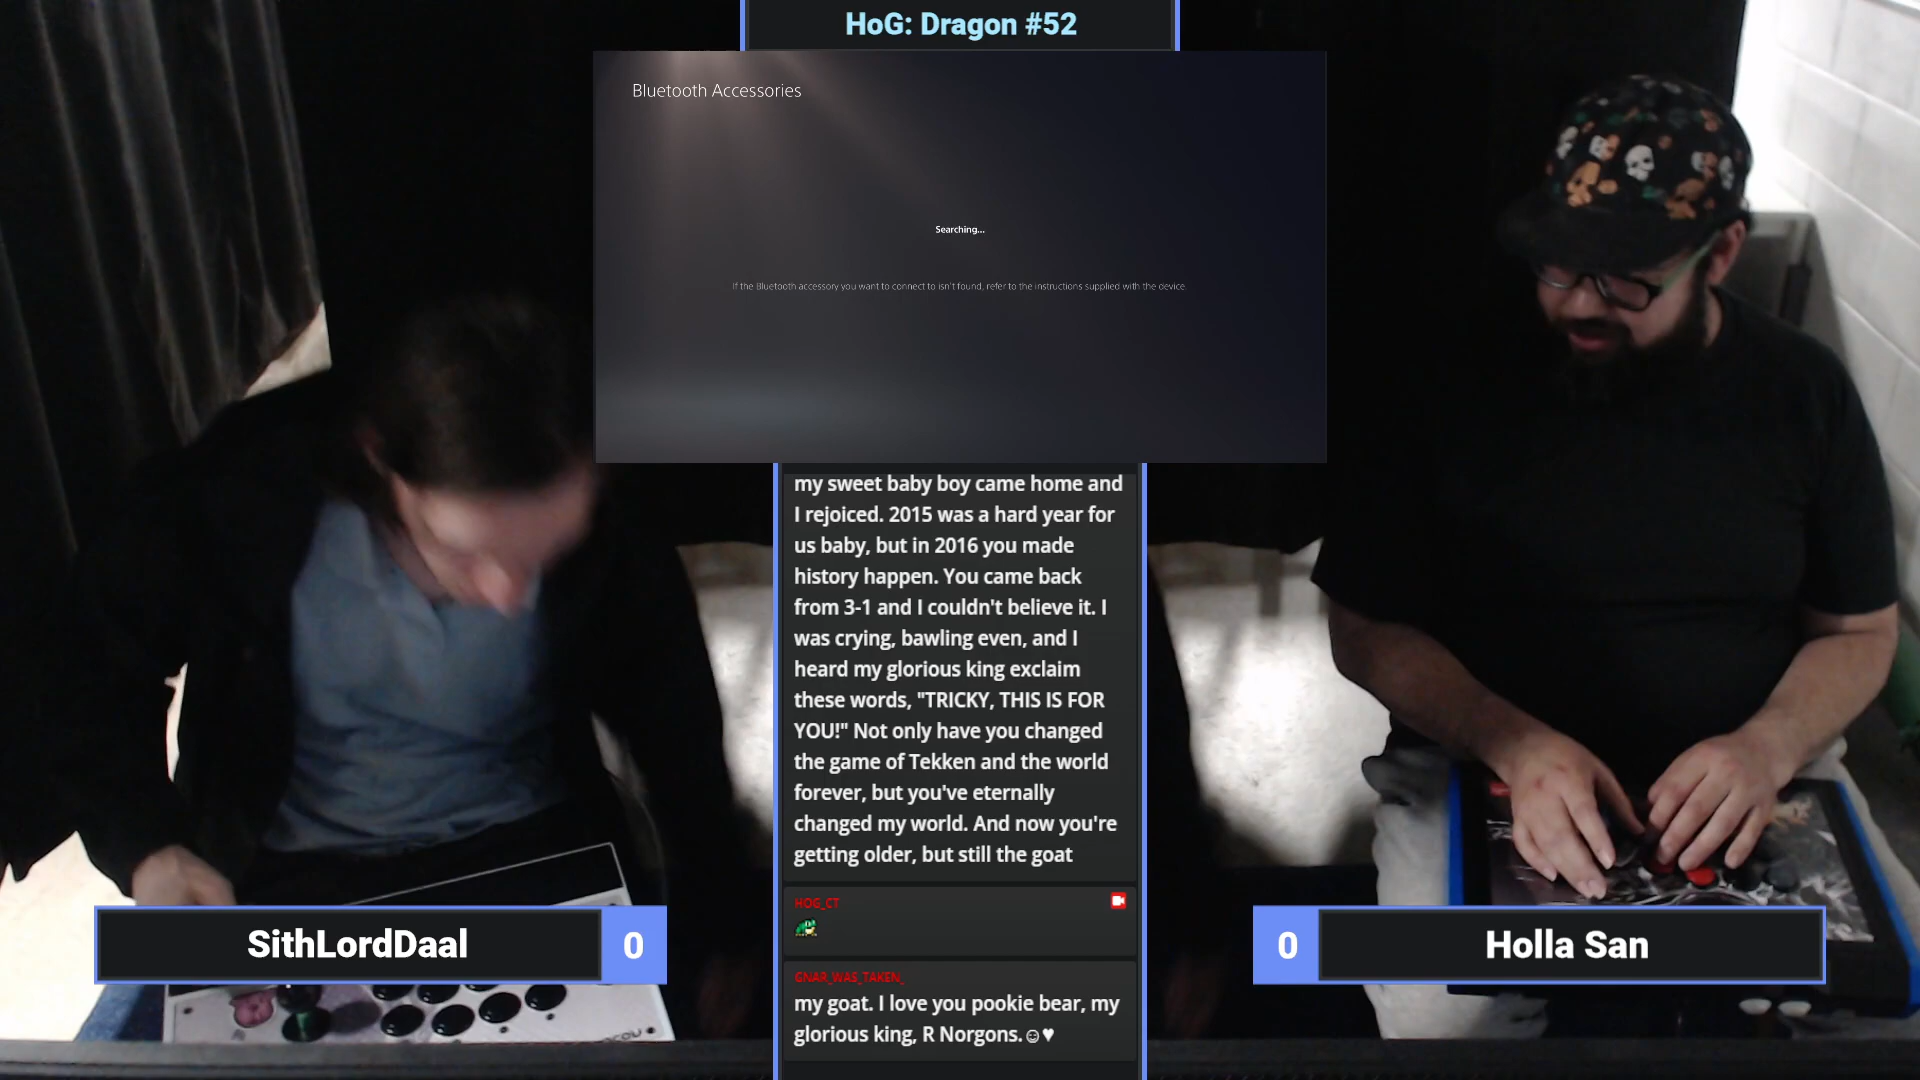 HoG: Dragon #52
Bluetooth Accessories
Searching...
If the Bluetooth accessory you want to connect to isn't found, refer to the instructions supplied with the device.
my sweet baby boy came home and
I rejoiced. 2015 was a hard year for
us baby, but in 2016 you made
history happen. You came back
from 3-1 and I couldn't believe it. I
was crying, bawling even, and I
heard my glorious king exclaim
these words, "TRICKY, THIS IS FOR
YOU!" Not only have you changed
the game of Tekken and the world
forever, but you've eternally
changed my world. And now you're
getting older, but still the goat
HOG_CT
GNAR_WAS_TAKEN_
my goat. I love you pookie bear, my
glorious king, R Norgons.☺♥
SithLordDaal 0
0 Holla San